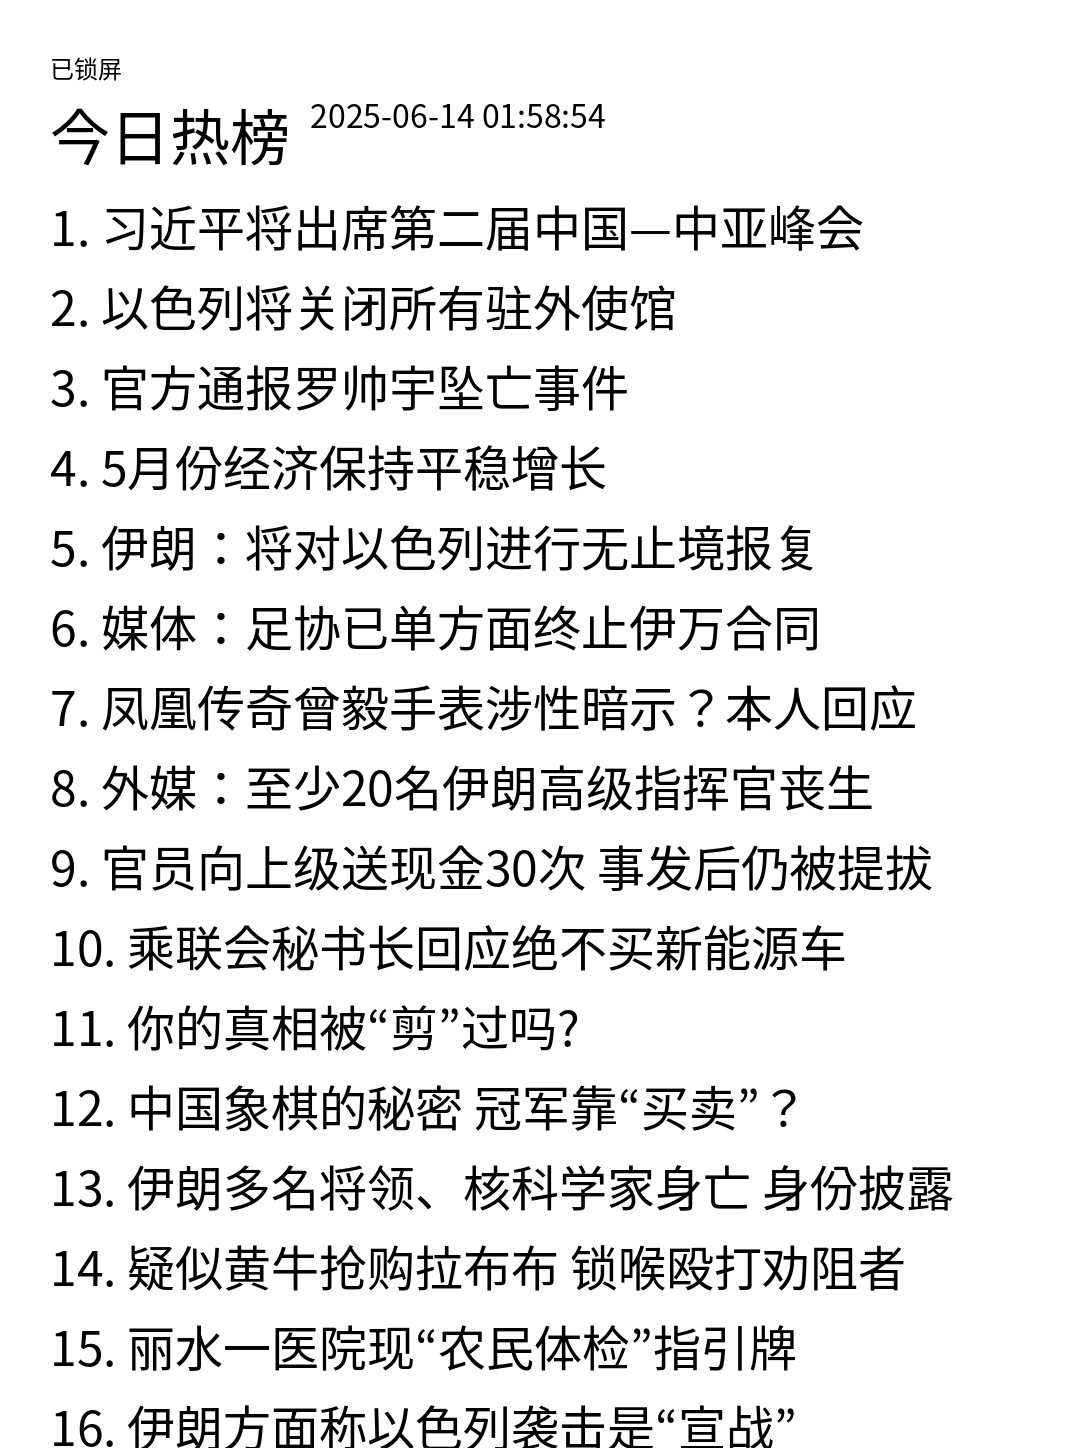 已锁屏
今日热榜 2025-06-14 01:58:54
1. 习近平将出席第二届中国—中亚峰会
2. 以色列将关闭所有驻外使馆
3. 官方通报罗帅宇坠亡事件
4. 5月份经济保持平稳增长
5. 伊朗：将对以色列进行无止境报复
6. 媒体：足协已单方面终止伊万合同
7. 凤凰传奇曾毅手表涉性暗示？本人回应
8. 外媒：至少20名伊朗高级指挥官丧生
9. 官员向上级送现金30次 事发后仍被提拔
10. 乘联会秘书长回应绝不买新能源车
11. 你的真相被“剪”过吗?
12. 中国象棋的秘密 冠军靠“买卖”？
13. 伊朗多名将领、核科学家身亡 身份披露
14. 疑似黄牛抢购拉布布 锁喉殴打劝阻者
15. 丽水一医院现“农民体检”指引牌
16. 伊朗方面称以色列袭击是“宣战”